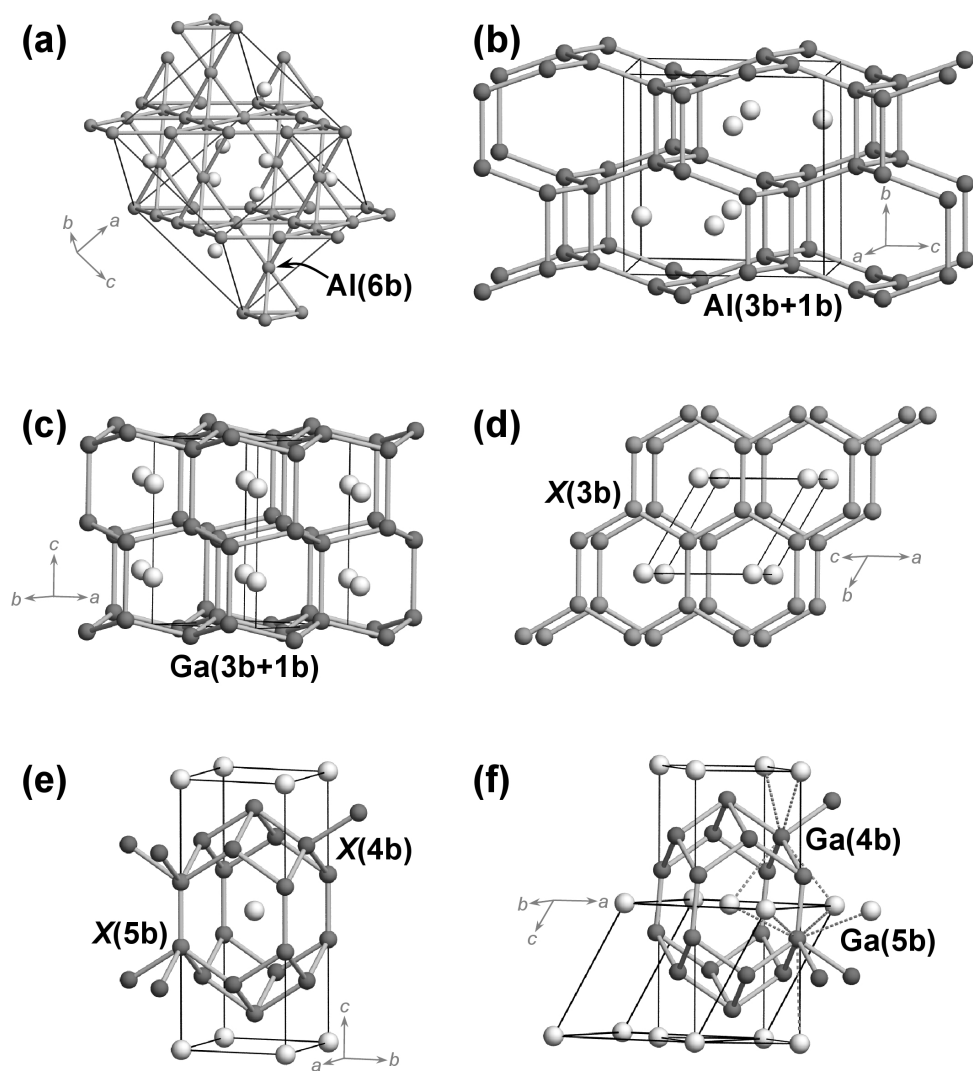 (a)
b
a
c
Al(6b)
(b)
b
a
c
Al(3b+1b)
(c)
c
b
a
Ga(3b+1b)
(d)
X(3b)
c
a
b
(e)
X(4b)
X(5b)
c
a
b
(f)
Ga(4b)
b
a
c
Ga(5b)